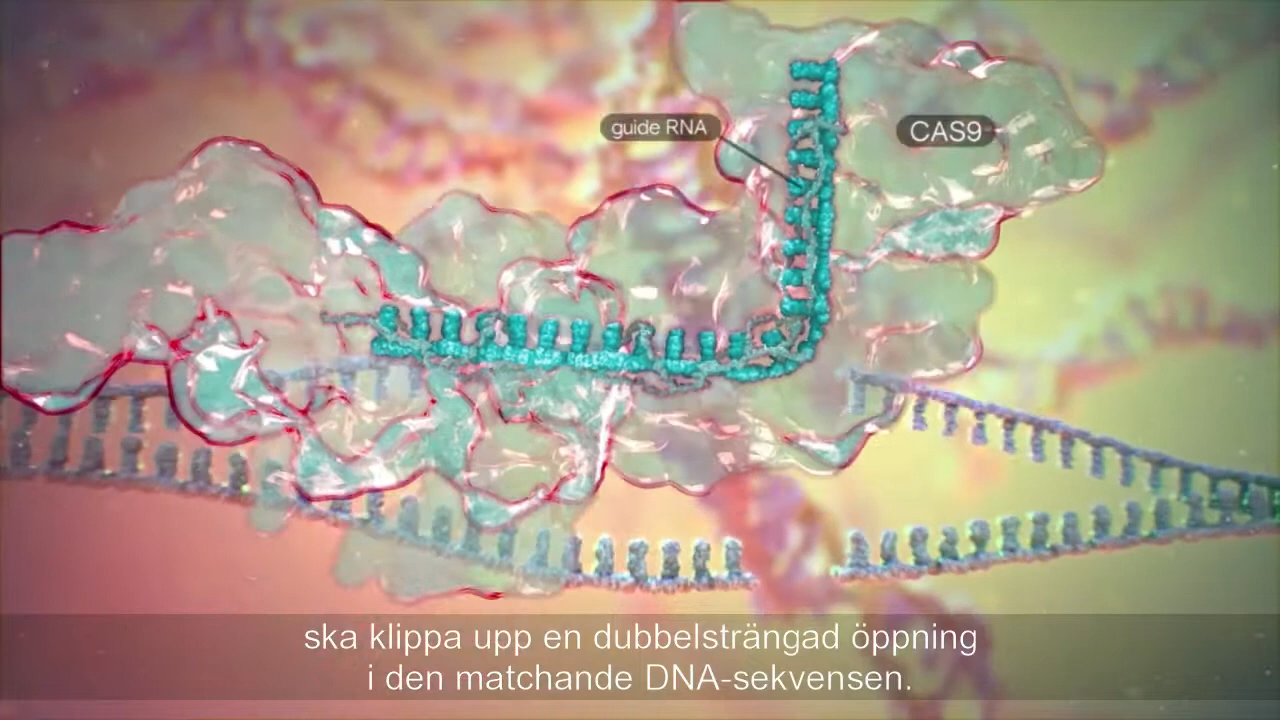 guide RNA
CAS9
ska klippa upp en dubbelsträngad öppning
i den matchande DNA-sekvensen.